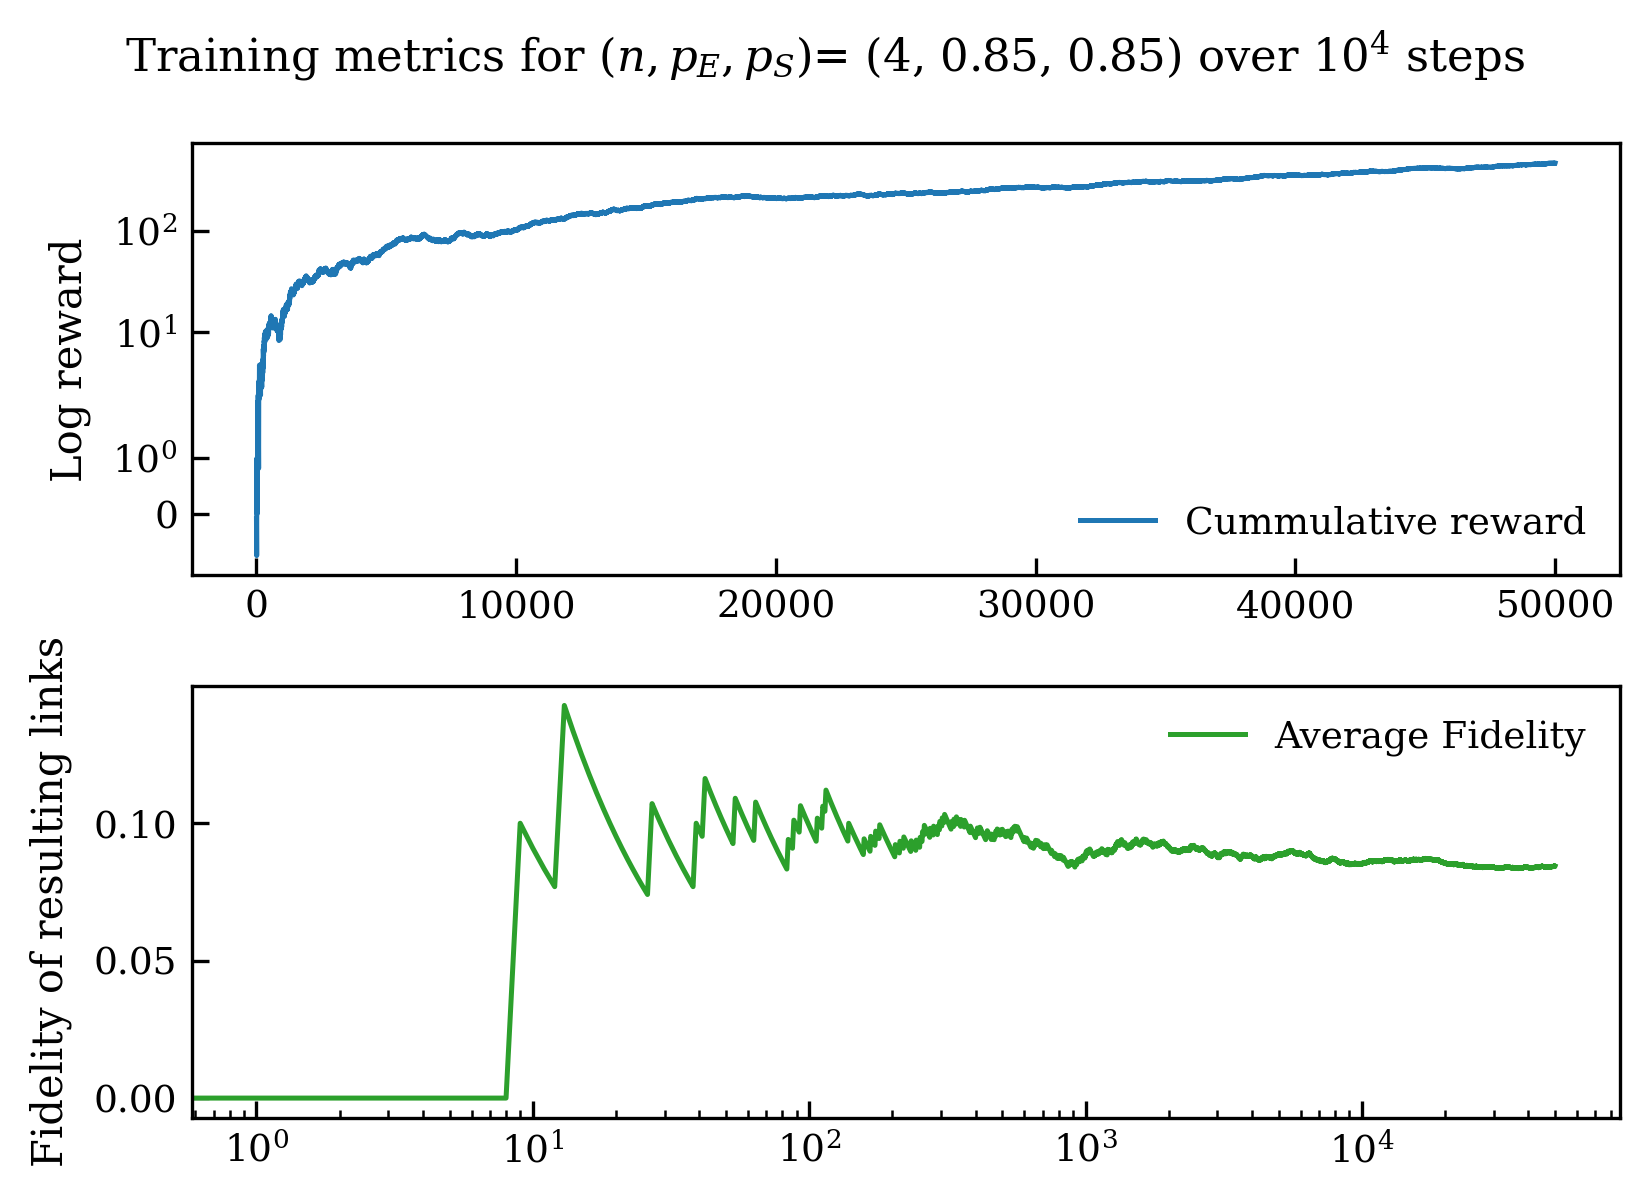 Training metrics for (n, p_E, p_S)= (4, 0.85, 0.85) over 10^4 steps
Log reward
10^2
10^1
10^0
0
Cummulative reward
0 10000 20000 30000 40000 50000
Fidelity of resulting links
Average Fidelity
0.10
0.05
0.00
10^0 10^1 10^2 10^3 10^4